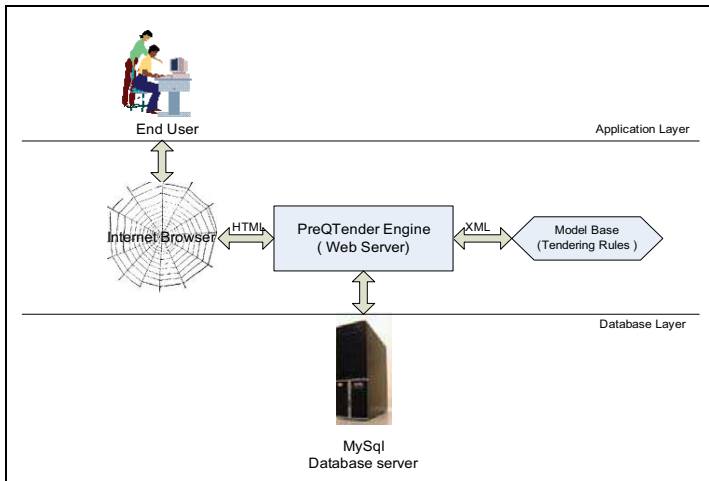 End User
Application Layer
Internet Browser
HTML
PreQTender Engine
( Web Server)
XML
Model Base
(Tendering Rules )
Database Layer
MySql
Database server